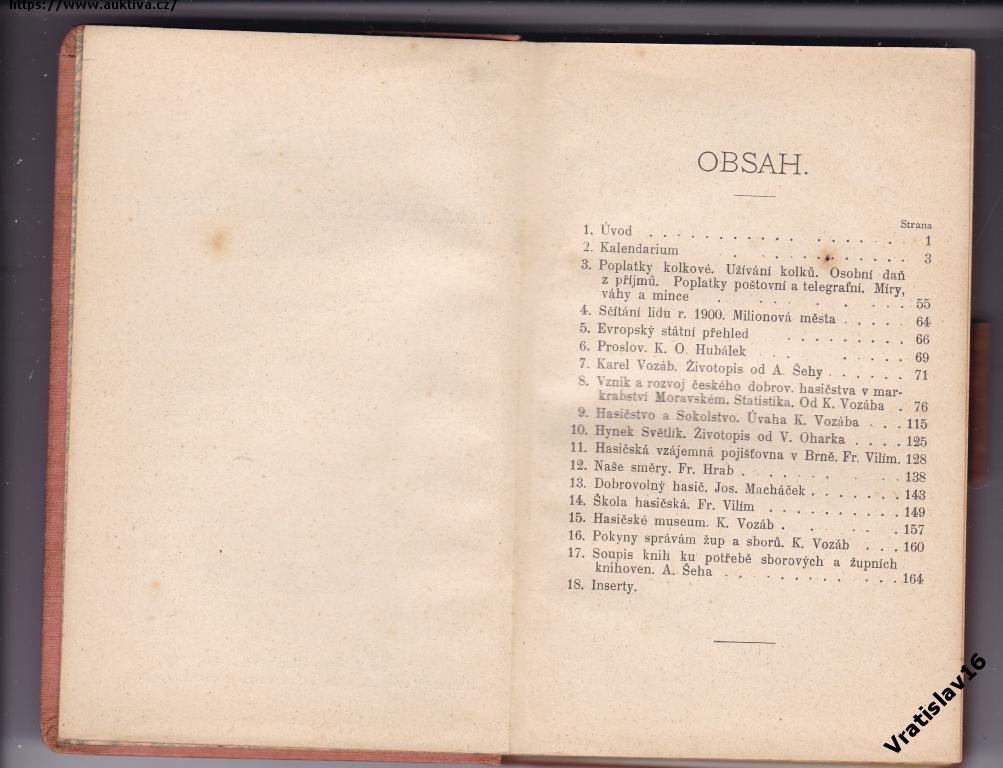 https://www.auktiva.cz/
OBSAH.
Strana
1. Úvod . . . . . . . . . . . . . . . 1
2. Kalendarium . . . . . . . . . . . 3
3. Poplatky kolkové. Užívání kolků. Osobní daň
z příjmů. Poplatky poštovní a telegrafní. Míry,
váhy a mince . . . . . . . . . 55
4. Sčítání lidu r. 1900. Milionová města . . . . . 64
5. Evropský státní přehled . . . . . . . . . 66
6. Proslov. K. O. Hubálek . . . . . . . 69
7. Karel Vozáb. Životopis od A. Šehy . . . . . . 71
8. Vznik a rozvoj českého dobrov. hasičstva v mar-
krabství Moravském. Statistika. Od K. Vozába . 76
9. Hasičstvo a Sokolstvo. Úvaha K. Vozába . . . 115
10. Hynek Světlík. Životopis od V. Oharka . . . . 125
11. Hasičská vzájemná pojišťovna v Brně. Fr. Vilím. 128
12. Naše směry. Fr. Hrab . . . . . . . . . 138
13. Dobrovolný hasič. Jos. Macháček . . . . . . 143
14. Škola hasičská. Fr. Vilím . . . . . . . . . 149
15. Hasičské museum. K. Vozáb . . . . . . 157
16. Pokyny správám žup a sborů. K. Vozáb . . . 160
17. Soupis knih ku potřebě sborových a župních
knihoven. A. Šeha . . . . . . . . . . . 164
18. Inserty.
Vratislav16